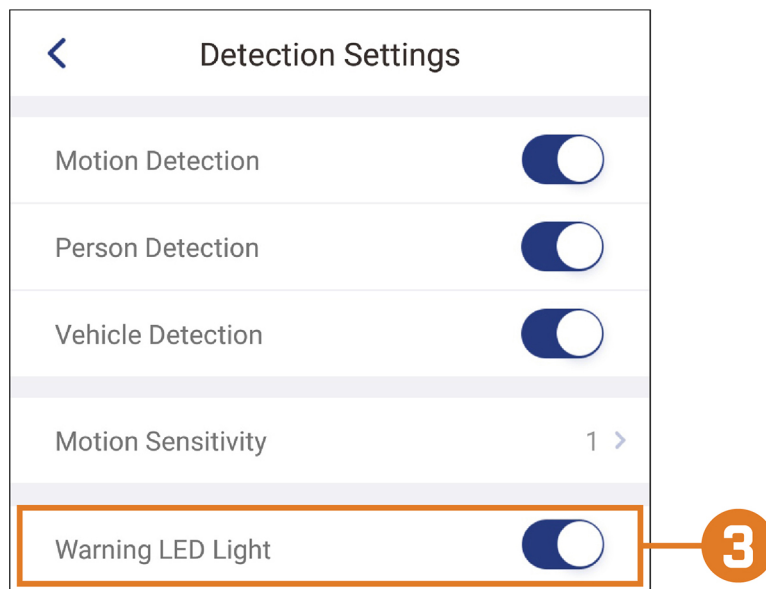 Detection Settings
Motion Detection
Person Detection
Vehicle Detection
Motion Sensitivity 1
Warning LED Light
3